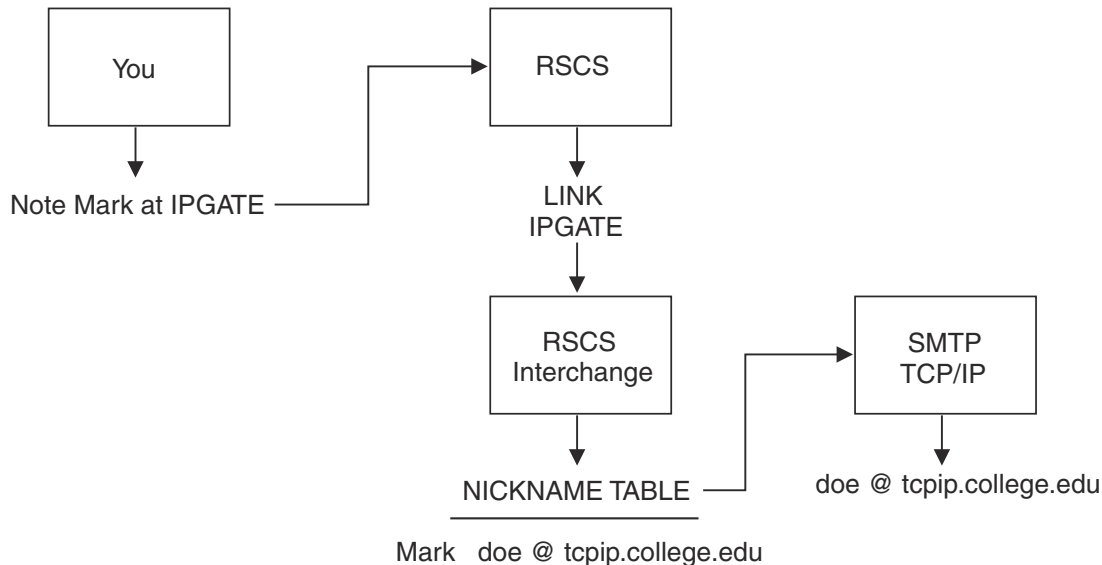 You
Note Mark at IPGATE
RSCS
LINK
IPGATE
RSCS
Interchange
NICKNAME TABLE
Mark doe @ tcpip.college.edu
SMTP
TCP/IP
doe @ tcpip.college.edu